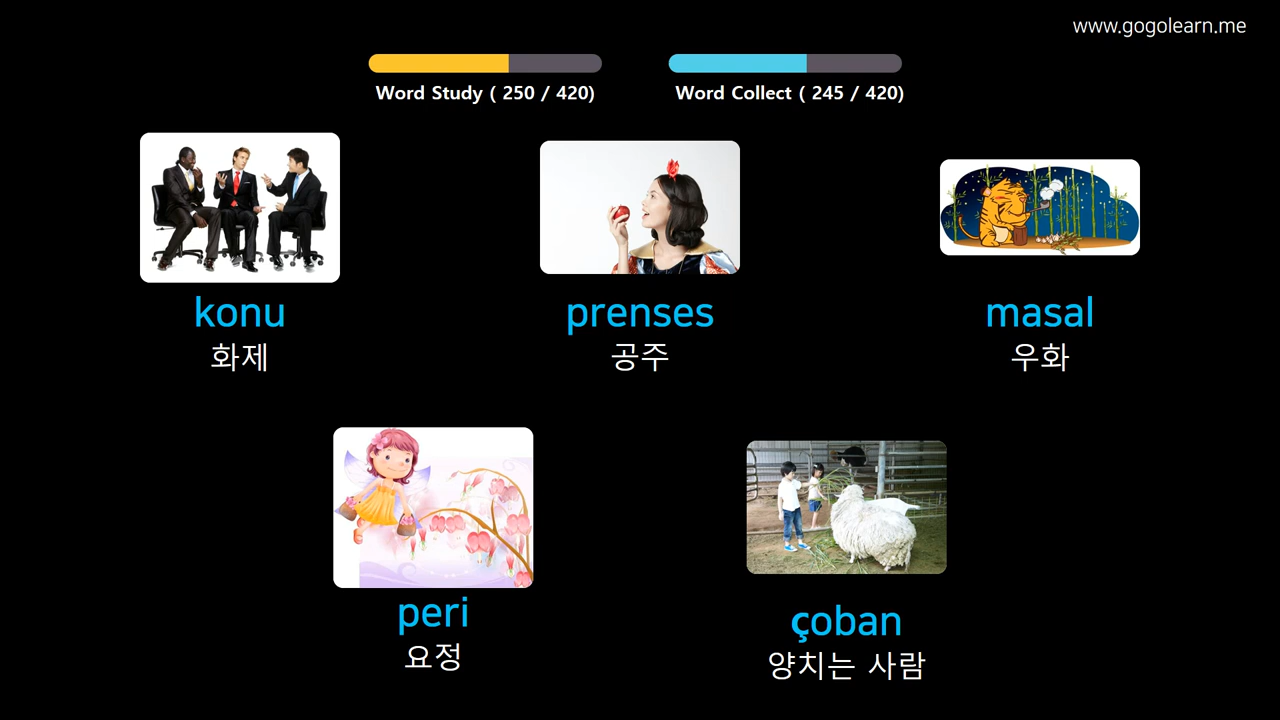 www.gogolearn.me
Word Study ( 250 / 420)
Word Collect ( 245 / 420)
konu
화제
prenses
공주
masal
우화
peri
요정
çoban
양치는 사람